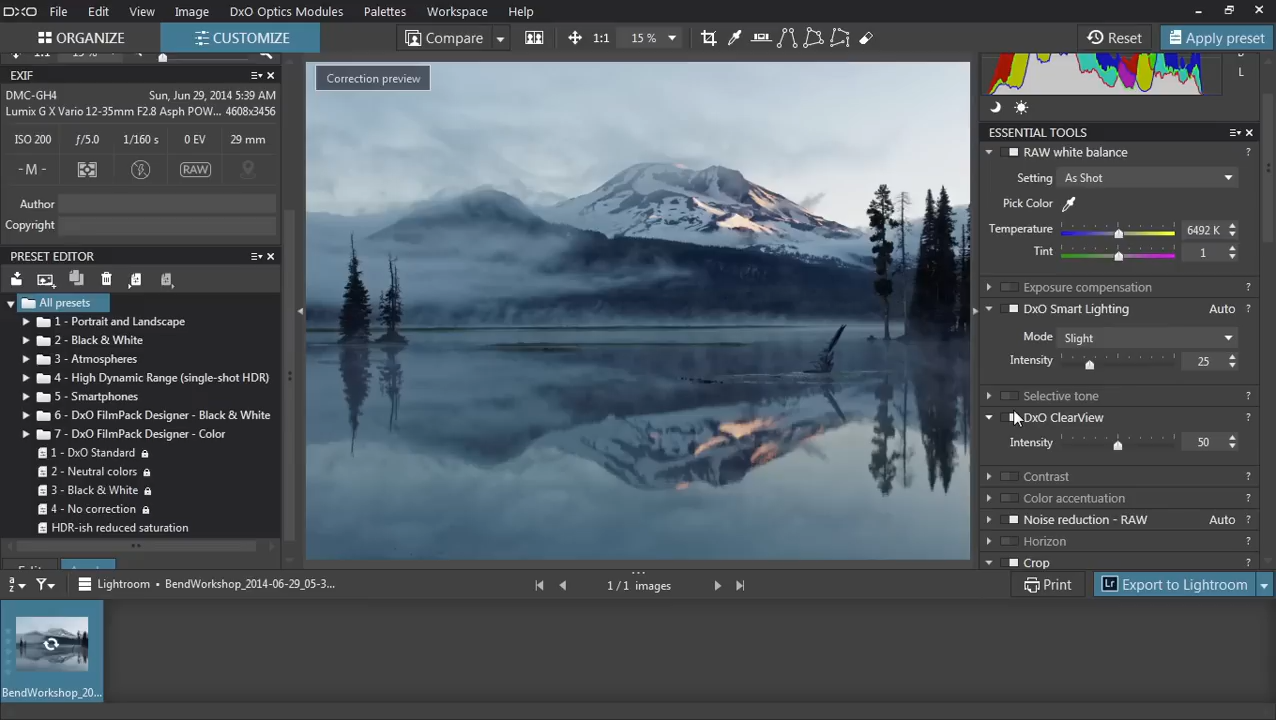 DXO File Edit View Image DxO Optics Modules Palettes Workspace Help
ORGANIZE CUSTOMIZE Compare 1:1 15 % Reset Apply preset
1:1 15 %
Correction preview
EXIF
DMC-GH4 Sun, Jun 29, 2014 5:39 AM
Lumix G X Vario 12-35mm F2.8 Asph POW... 4608x3456
ISO 200 ƒ/5.0 1/160 s 0 EV 29 mm
- M - RAW
Author
Copyright
PRESET EDITOR
All presets
1 - Portrait and Landscape
2 - Black & White
3 - Atmospheres
4 - High Dynamic Range (single-shot HDR)
5 - Smartphones
6 - DxO FilmPack Designer - Black & White
7 - DxO FilmPack Designer - Color
1 - DxO Standard
2 - Neutral colors
3 - Black & White
4 - No correction
HDR-ish reduced saturation
L
ESSENTIAL TOOLS
RAW white balance ?
Setting As Shot
Pick Color
Temperature 6492 K
Tint 1
Exposure compensation ?
DxO Smart Lighting Auto ?
Mode Slight
Intensity 25
Selective tone ?
DxO ClearView ?
Intensity 50
Contrast ?
Color accentuation ?
Noise reduction - RAW Auto ?
Horizon ?
Crop ?
Lightroom • BendWorkshop_2014-06-29_05-3... 1 / 1 images Print Lr Export to Lightroom
BendWorkshop_20...